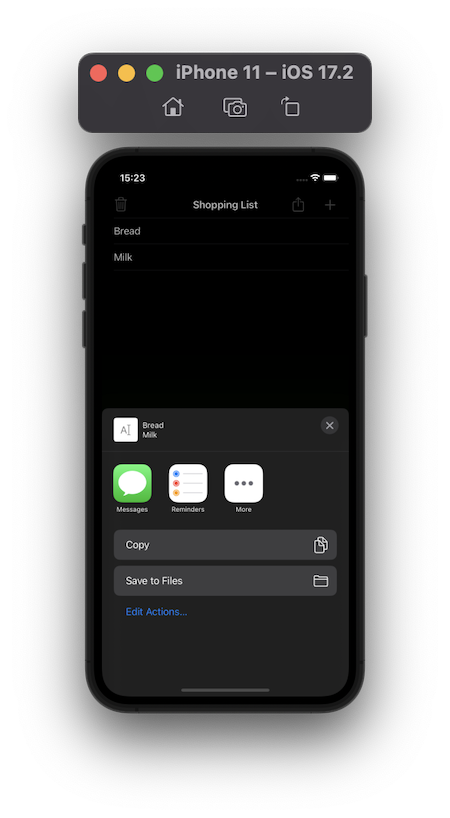 iPhone 11 – iOS 17.2
15:23
Shopping List
Bread
Milk
A
Bread
Milk
Messages
Reminders
More
Copy
Save to Files
Edit Actions...